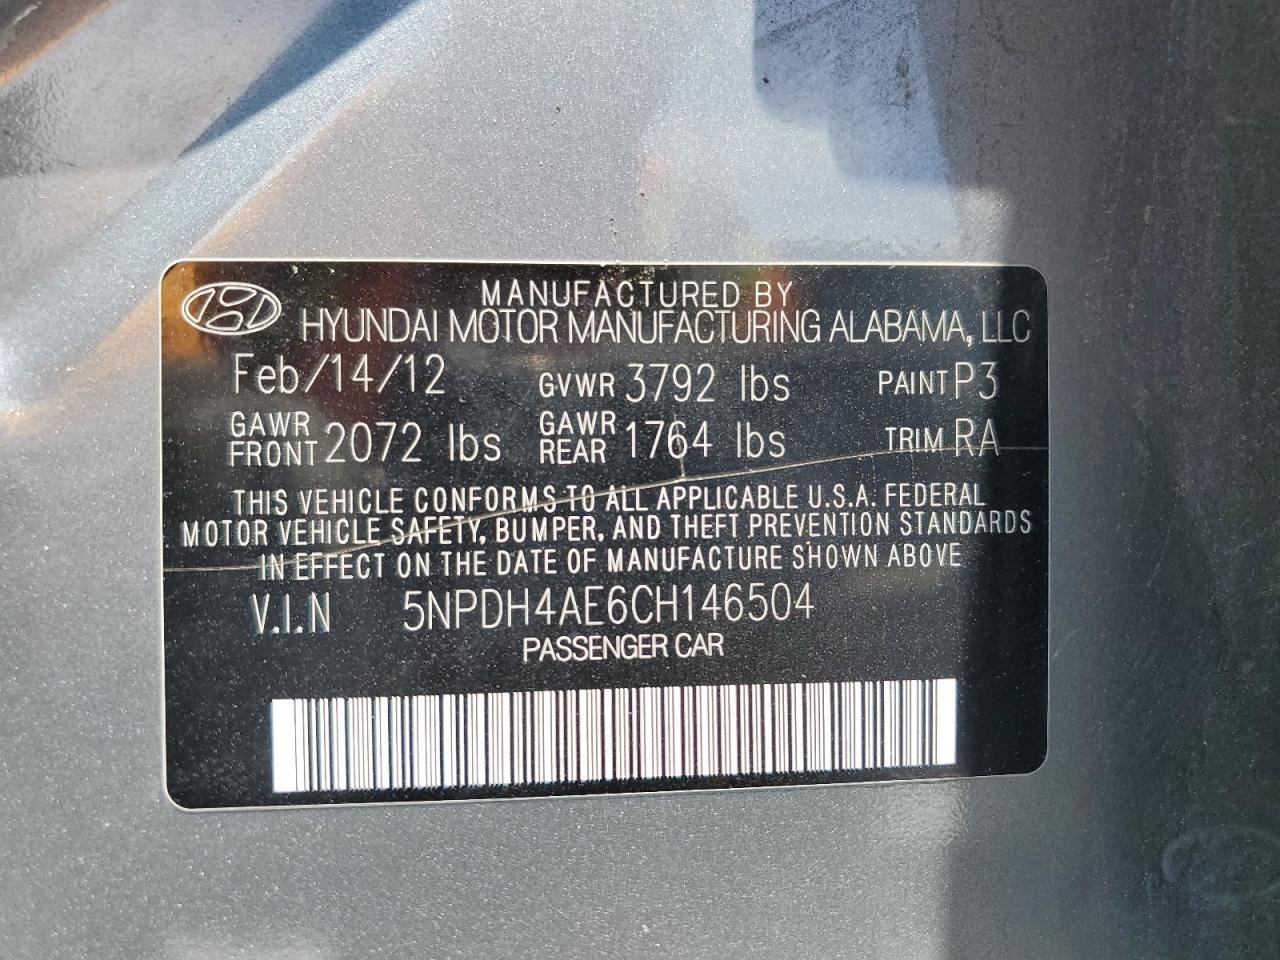 MANUFACTURED BY
HYUNDAI MOTOR MANUFACTURING ALABAMA, LLC
Feb/14/12 GVWR 3792 lbs PAINT P3
GAWR FRONT 2072 lbs GAWR REAR 1764 lbs TRIM RA
THIS VEHICLE CONFORMS TO ALL APPLICABLE U.S.A. FEDERAL
MOTOR VEHICLE SAFETY, BUMPER, AND THEFT PREVENTION STANDARDS
IN EFFECT ON THE DATE OF MANUFACTURE SHOWN ABOVE
V.I.N 5NPDH4AE6CH146504
PASSENGER CAR